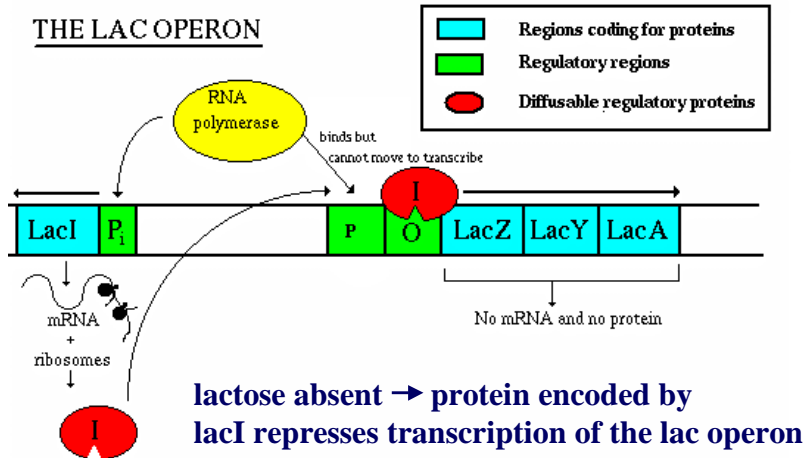 THE LAC OPERON
Regions coding for proteins
Regulatory regions
Diffusable regulatory proteins
RNA
polymerase
binds but
cannot move to transcribe
I
LacI
Pi
P
O
LacZ
LacY
LacA
mRNA
+
ribosomes
No mRNA and no protein
I
lactose absent → protein encoded by
lacI represses transcription of the lac operon